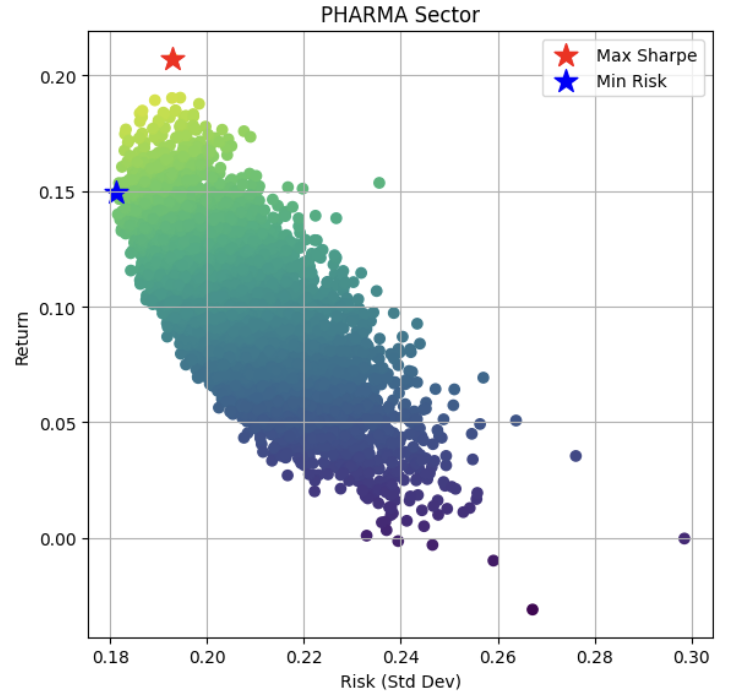 PHARMA Sector
Max Sharpe
Min Risk
0.20
0.15
0.10
0.05
0.00
Return
0.18
0.20
0.22
0.24
0.26
0.28
0.30
Risk (Std Dev)